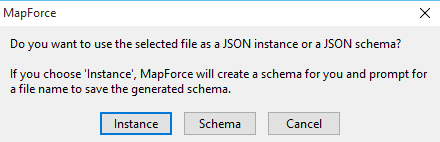 MapForce
Do you want to use the selected file as a JSON instance or a JSON schema?
If you choose 'Instance', MapForce will create a schema for you and prompt for
a file name to save the generated schema.
Instance
Schema
Cancel